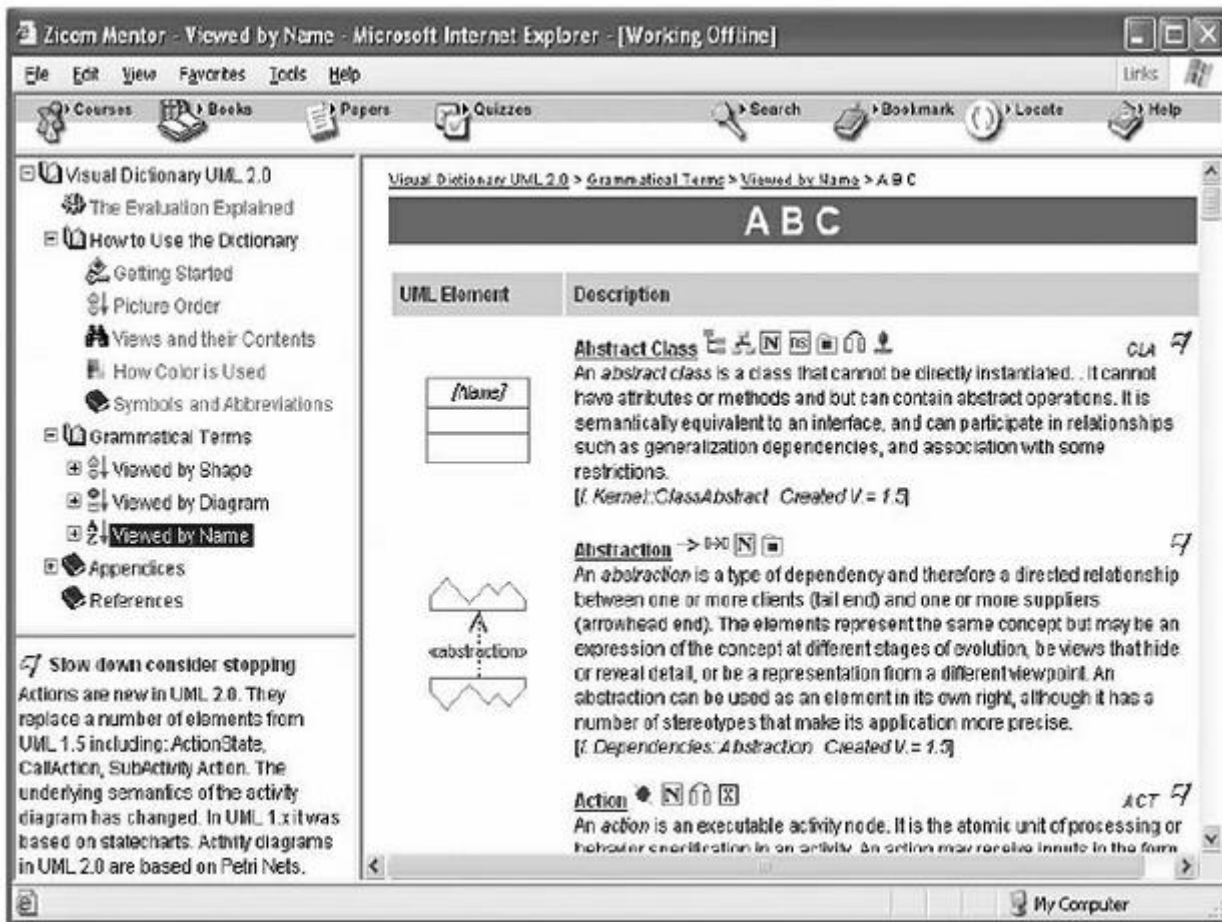 Zicom Mentor - Viewed by Name - Microsoft Internet Explorer - [Working Offline]
File Edit View Favorites Tools Help Links
Courses Books Papers Quizzes Search Bookmark Locate Help
Visual Dictionary UML 2.0
The Evaluation Explained
How to Use the Dictionary
Getting Started
Picture Order
Views and their Contents
How Color is Used
Symbols and Abbreviations
Grammatical Terms
Viewed by Shape
Viewed by Diagram
Viewed by Name
Appendices
References
Slow down consider stopping
Actions are new in UML 2.0. They
replace a number of elements from
UML 1.5 including: ActionState,
CallAction, SubActivity Action. The
underlying semantics of the activity
diagram has changed. In UML 1.x it was
based on statecharts. Activity diagrams
in UML 2.0 are based on Petri Nets.
Visual Dictionary UML 2.0 > Grammatical Terms > Viewed by Name > A B C
A B C
UML Element Description
[Name]
Abstract Class N ns CLA
An abstract class is a class that cannot be directly instantiated. . It cannot
have attributes or methods and but can contain abstract operations. It is
semantically equivalent to an interface, and can participate in relationships
such as generalization dependencies, and association with some
restrictions.
[f. Kernel::ClassAbstract Created V.= 1.5]
«abstraction»
Abstraction N
An abstraction is a type of dependency and therefore a directed relationship
between one or more clients (tail end) and one or more suppliers
(arrowhead end). The elements represent the same concept but may be an
expression of the concept at different stages of evolution, be views that hide
or reveal detail, or be a representation from a different viewpoint. An
abstraction can be used as an element in its own right, although it has a
number of stereotypes that make its application more precise.
[f. Dependencies::Abstraction Created V.= 1.5]
Action N X ACT
An action is an executable activity node. It is the atomic unit of processing or
behavior specification in an activity. An action may receive inputs in the form
My Computer